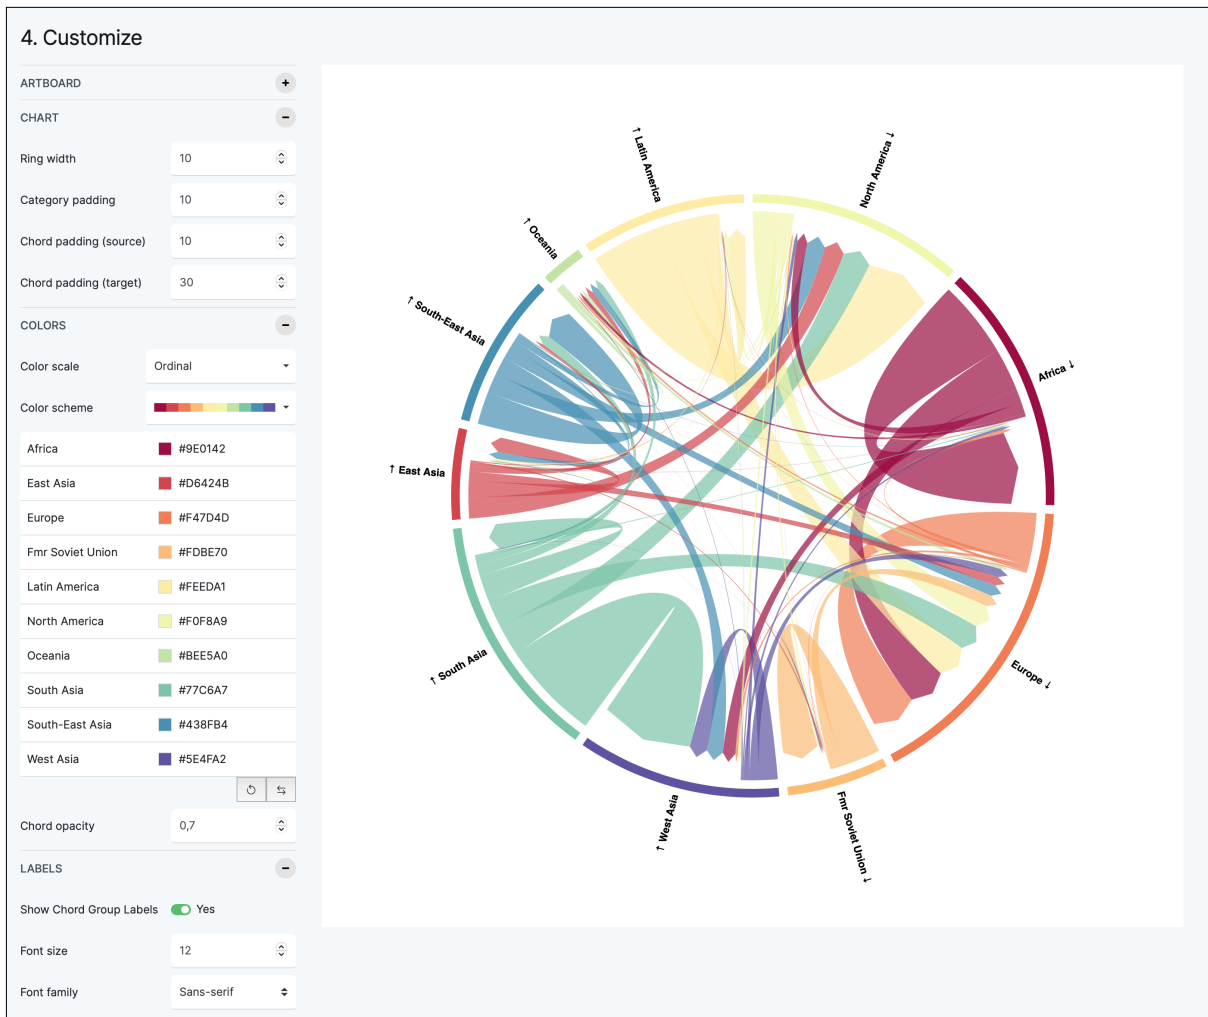 4. Customize
ARTBOARD
CHART
Ring width 10
Category padding 10
Chord padding (source) 10
Chord padding (target) 30
COLORS
Color scale Ordinal
Color scheme
Africa #9E0142
East Asia #D6424B
Europe #F47D4D
Fmr Soviet Union #FDBE70
Latin America #FEEDA1
North America #F0F8A9
Oceania #BEE5A0
South Asia #77C6A7
South-East Asia #438FB4
West Asia #5E4FA2
Chord opacity 0,7
LABELS
Show Chord Group Labels Yes
Font size 12
Font family Sans-serif
↑ Latin America
North America ↓
↑ Oceania
↑ South-East Asia
Africa ↓
↑ East Asia
↑ South Asia
Europe ↓
↑ West Asia
Fmr Soviet Union ↓